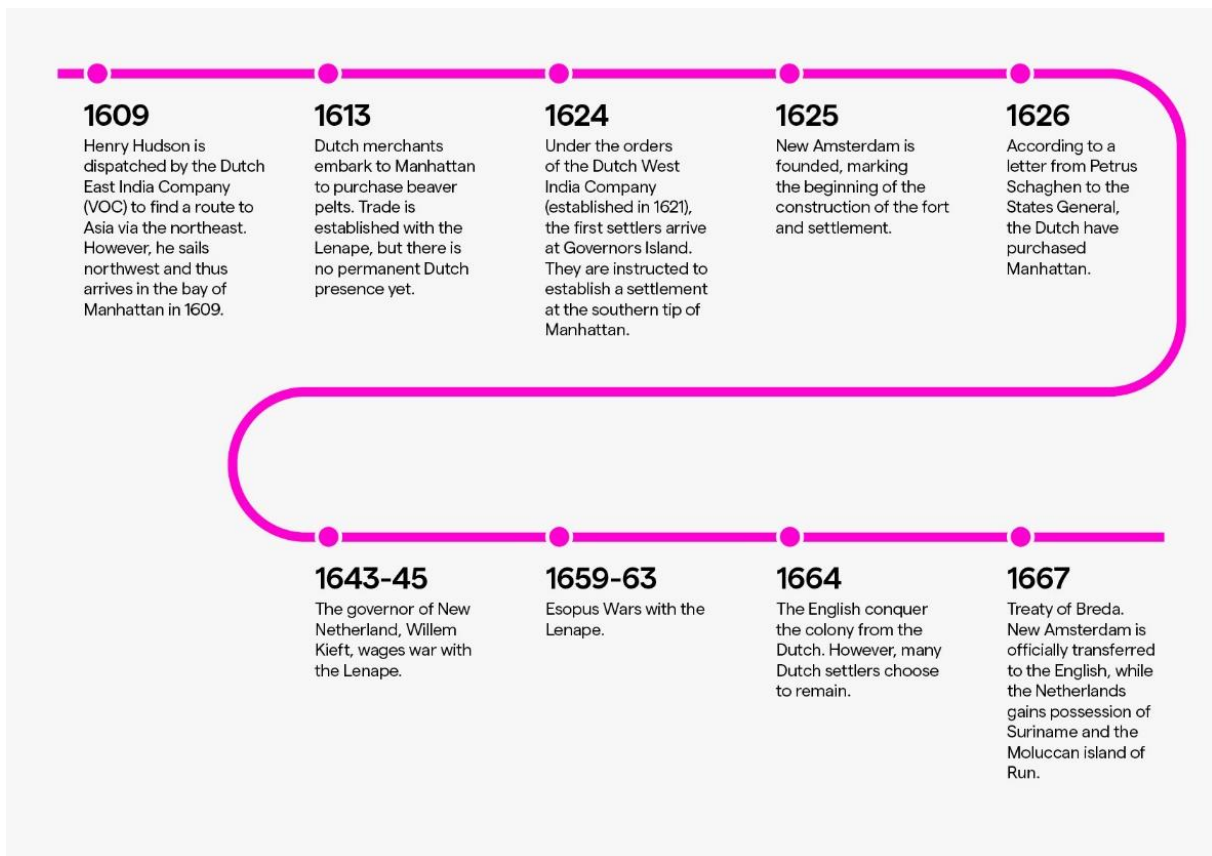 1609
Henry Hudson is
dispatched by the Dutch
East India Company
(VOC) to find a route to
Asia via the northeast.
However, he sails
northwest and thus
arrives in the bay of
Manhattan in 1609.
1613
Dutch merchants
embark to Manhattan
to purchase beaver
pelts. Trade is
established with the
Lenape, but there is
no permanent Dutch
presence yet.
1624
Under the orders
of the Dutch West
India Company
(established in 1621),
the first settlers arrive
at Governors Island.
They are instructed to
establish a settlement
at the southern tip of
Manhattan.
1625
New Amsterdam is
founded, marking
the beginning of the
construction of the fort
and settlement.
1626
According to a
letter from Petrus
Schaghen to the
States General,
the Dutch have
purchased
Manhattan.
1643-45
The governor of New
Netherland, Willem
Kieft, wages war with
the Lenape.
1659-63
Esopus Wars with the
Lenape.
1664
The English conquer
the colony from the
Dutch. However, many
Dutch settlers choose
to remain.
1667
Treaty of Breda.
New Amsterdam is
officially transferred
to the English, while
the Netherlands
gains possession of
Suriname and the
Moluccan island of
Run.